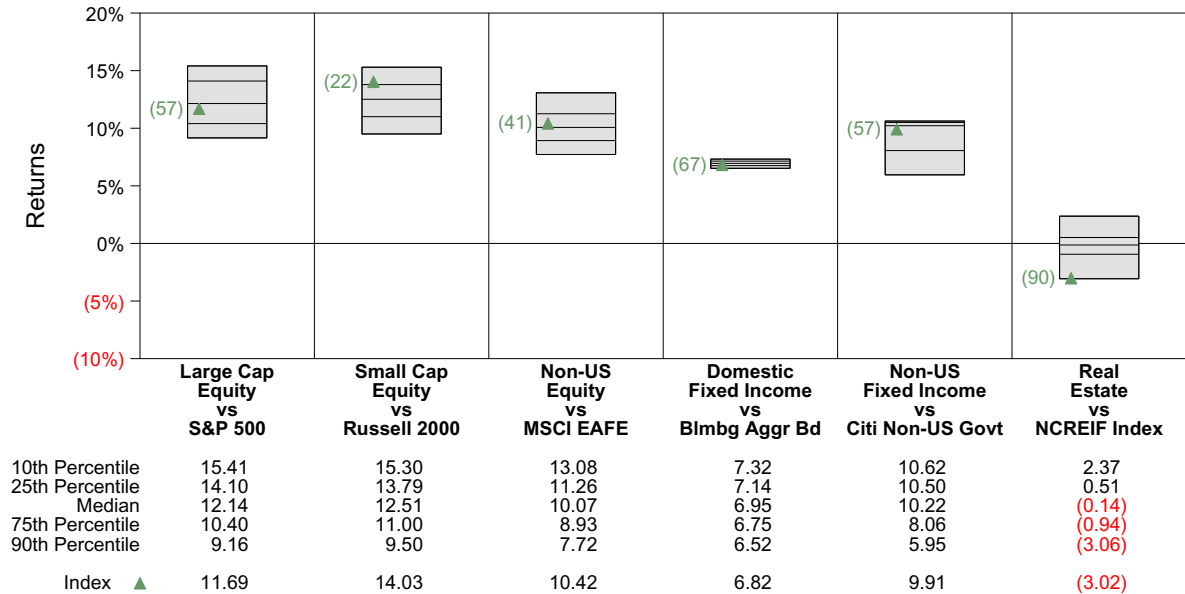 20%
15%
10%
5%
0%
(5%)
(10%)
Returns
(57)
(22)
(41)
(67)
(57)
(90)
Large Cap
Equity
vs
S&P 500
Small Cap
Equity
vs
Russell 2000
Non-US
Equity
vs
MSCI EAFE
Domestic
Fixed Income
vs
Blmbg Aggr Bd
Non-US
Fixed Income
vs
Citi Non-US Govt
Real
Estate
vs
NCREIF Index
10th Percentile 15.41 15.30 13.08 7.32 10.62 2.37
25th Percentile 14.10 13.79 11.26 7.14 10.50 0.51
Median 12.14 12.51 10.07 6.95 10.22 (0.14)
75th Percentile 10.40 11.00 8.93 6.75 8.06 (0.94)
90th Percentile 9.16 9.50 7.72 6.52 5.95 (3.06)
Index 11.69 14.03 10.42 6.82 9.91 (3.02)